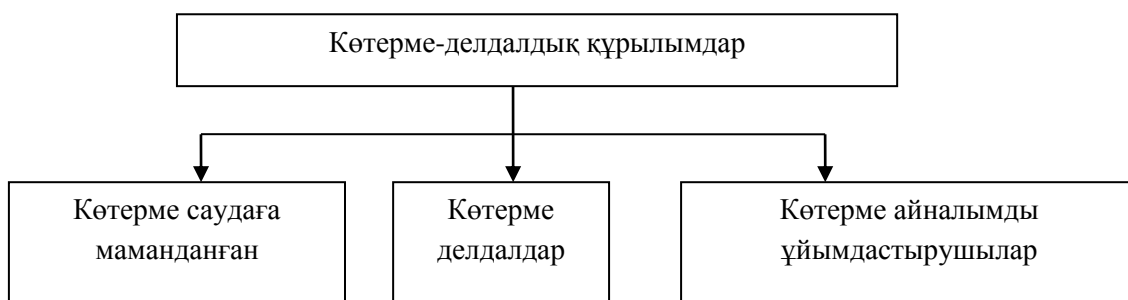 Көтерме-делдалдық құрылымдар
Көтерме саудаға
маманданған
Көтерме
делдалдар
Көтерме айналымды
ұйымдастырушылар